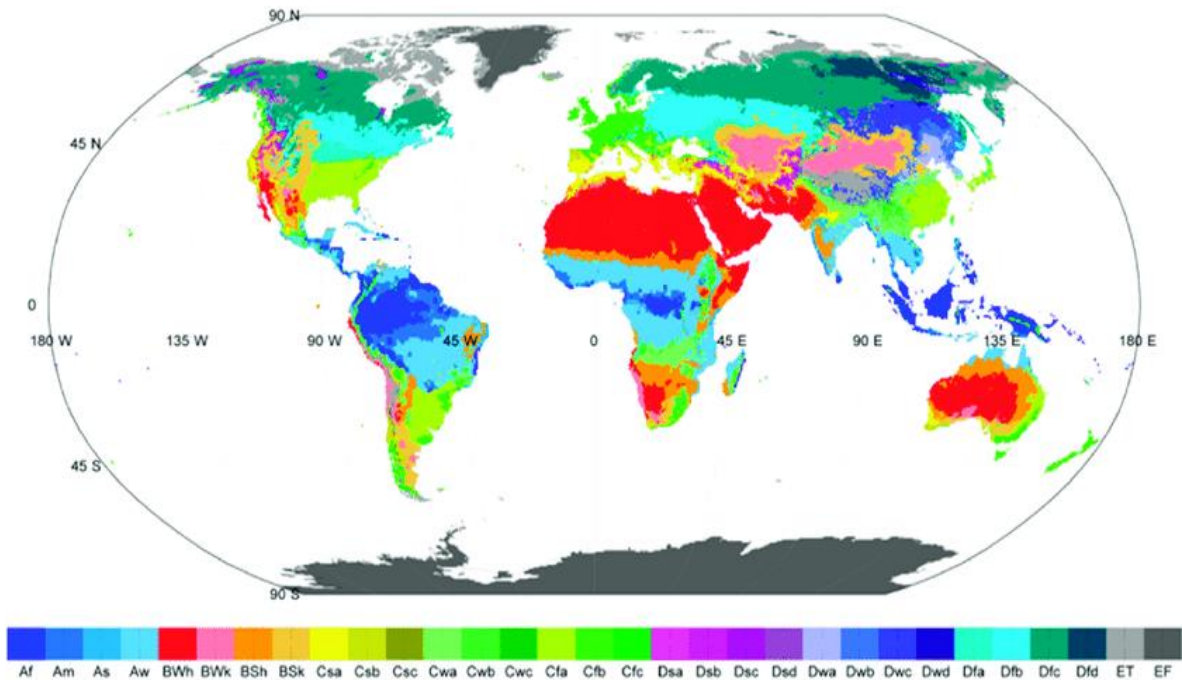 90 N
45 N
0
180 W 135 W 90 W 45 W 0 45 E 90 E 135 E 180 E
45 S
90 S
Af Am As Aw BWh BWk BSh BSk Csa Csb Csc Cwa Cwb Cwc Cfa Cfb Cfc Dsa Dsb Dsc Dsd Dwa Dwb Dwc Dwd Dfa Dfb Dfc Dfd ET EF